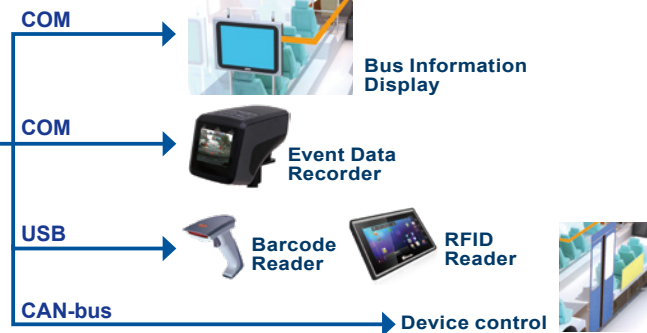 COM
Bus Information
Display
COM
Event Data
Recorder
USB
Barcode
Reader
RFID
Reader
CAN-bus
Device control